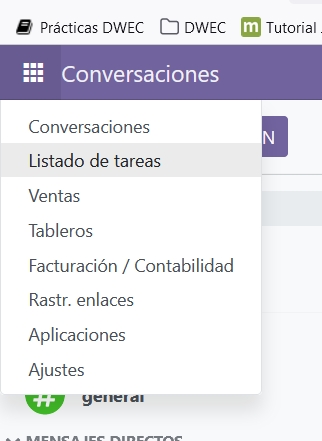 Prácticas DWEC DWEC m Tutorial
Conversaciones
Conversaciones
Listado de tareas
N
Ventas
Tableros
Facturación / Contabilidad
Rastr. enlaces
Aplicaciones
Ajustes
# general
MENSAJES DIRECTOS